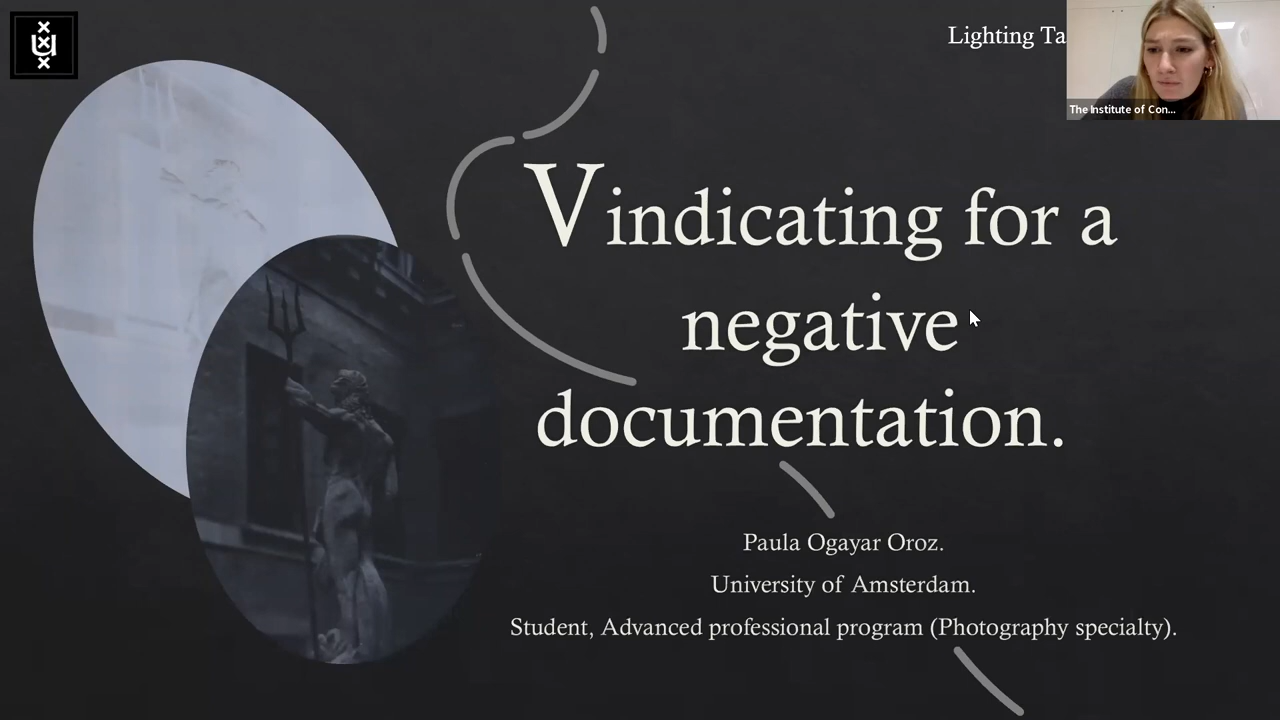 Lighting Ta
The Institute of Con...
Vindicating for a
negative
documentation.
Paula Ogayar Oroz.
University of Amsterdam.
Student, Advanced professional program (Photography specialty).